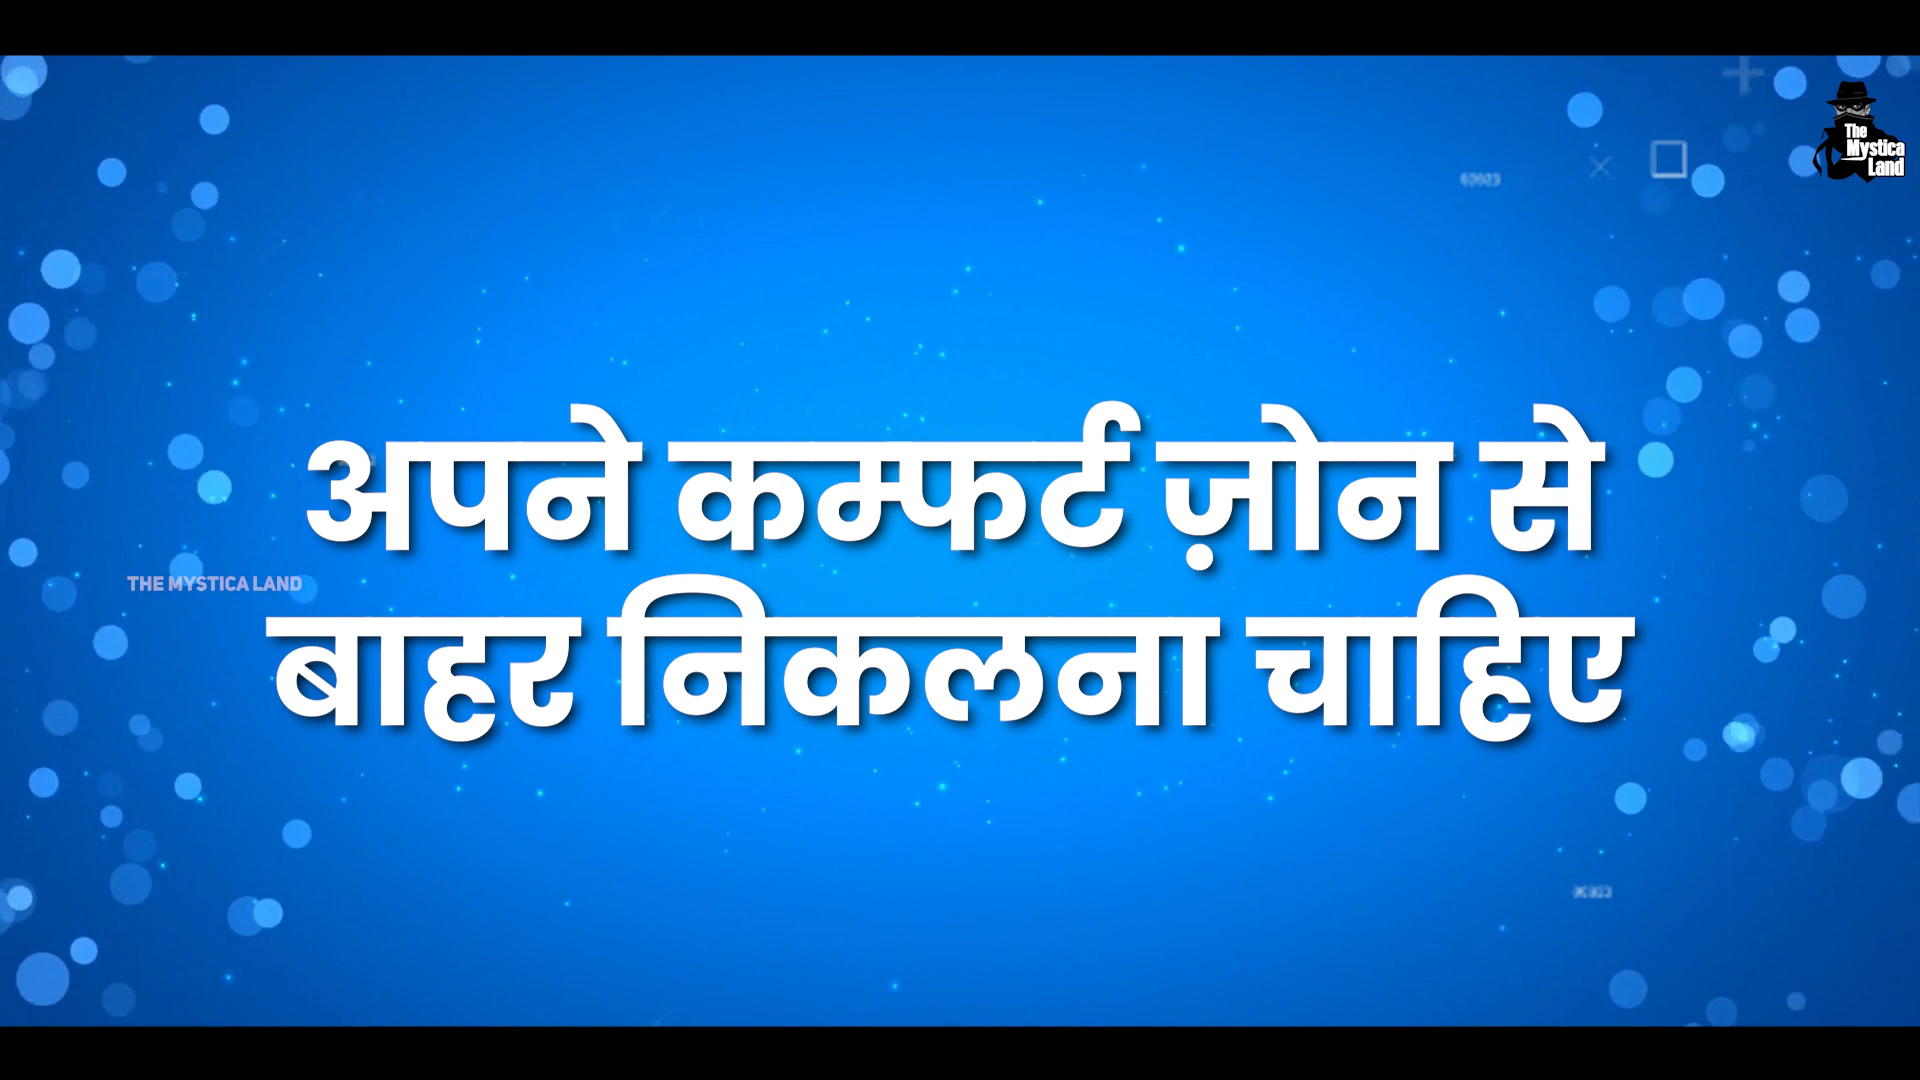 The
Mystica
Land
अपने कम्फर्ट ज़ोन से
THE MYSTICA LAND
बाहर निकलना चाहिए